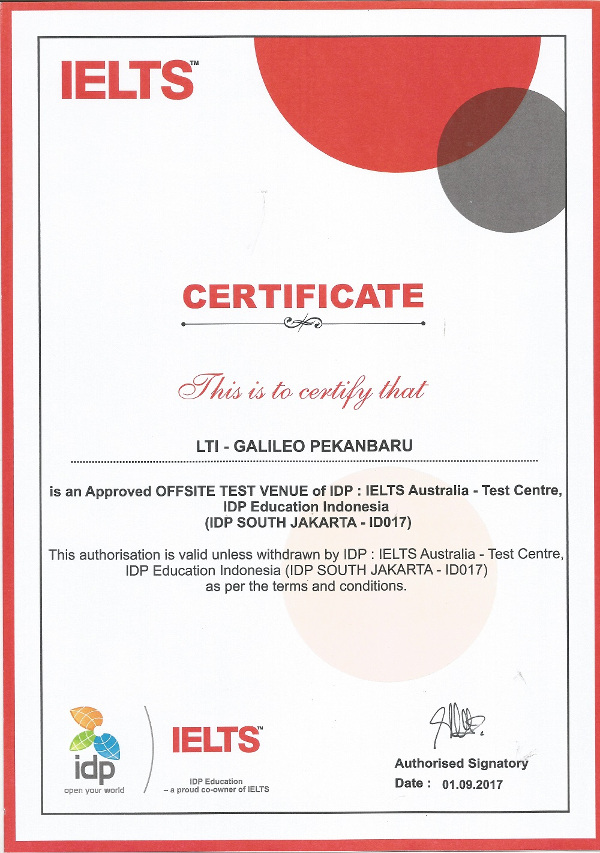 IELTS™
CERTIFICATE
This is to certify that
LTI - GALILEO PEKANBARU
is an Approved OFFSITE TEST VENUE of IDP : IELTS Australia - Test Centre,
IDP Education Indonesia
(IDP SOUTH JAKARTA - ID017)
This authorisation is valid unless withdrawn by IDP : IELTS Australia - Test Centre,
IDP Education Indonesia (IDP SOUTH JAKARTA - ID017)
as per the terms and conditions.
idp
open your world
IELTS™
IDP Education
– a proud co-owner of IELTS
Authorised Signatory
Date : 01.09.2017